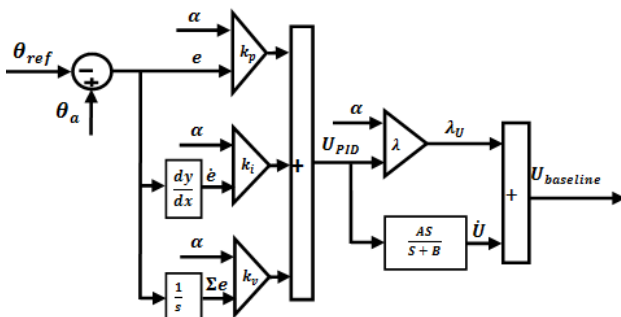 α
θ_ref
−
+
θ_a
e
k_p
α
dy/dx
ė
k_i
α
1/s
Σe
k_v
+
U_PID
α
λ
λ_U
AS/(S + B)
U̇
+
U_baseline